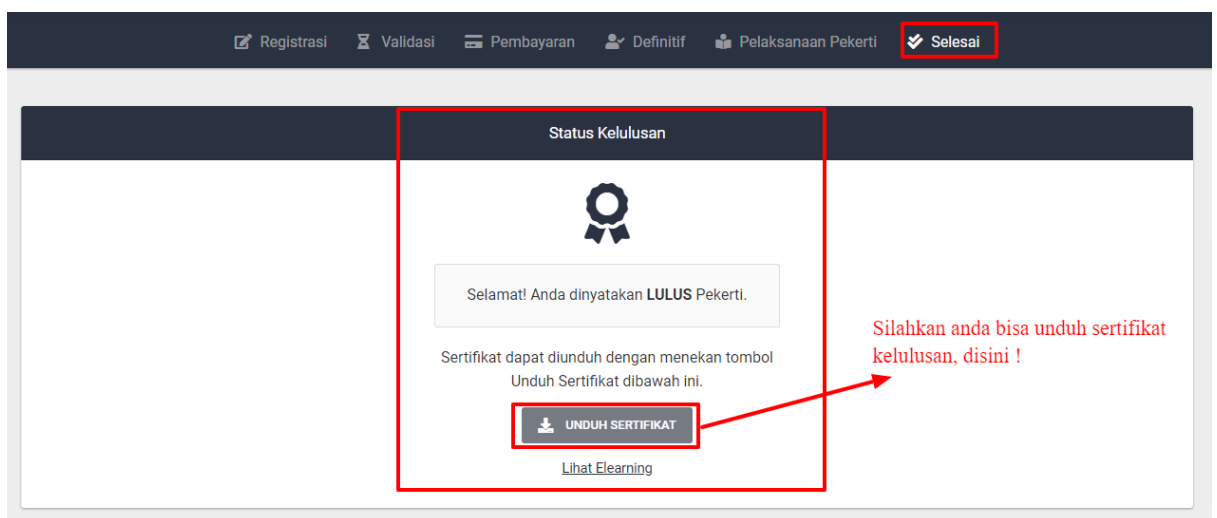 Registrasi Validasi Pembayaran Definitif Pelaksanaan Pekerti Selesai
Status Kelulusan
Selamat! Anda dinyatakan LULUS Pekerti.
Sertifikat dapat diunduh dengan menekan tombol
Unduh Sertifikat dibawah ini.
UNDUH SERTIFIKAT
Lihat Elearning
Silahkan anda bisa unduh sertifikat
kelulusan, disini !